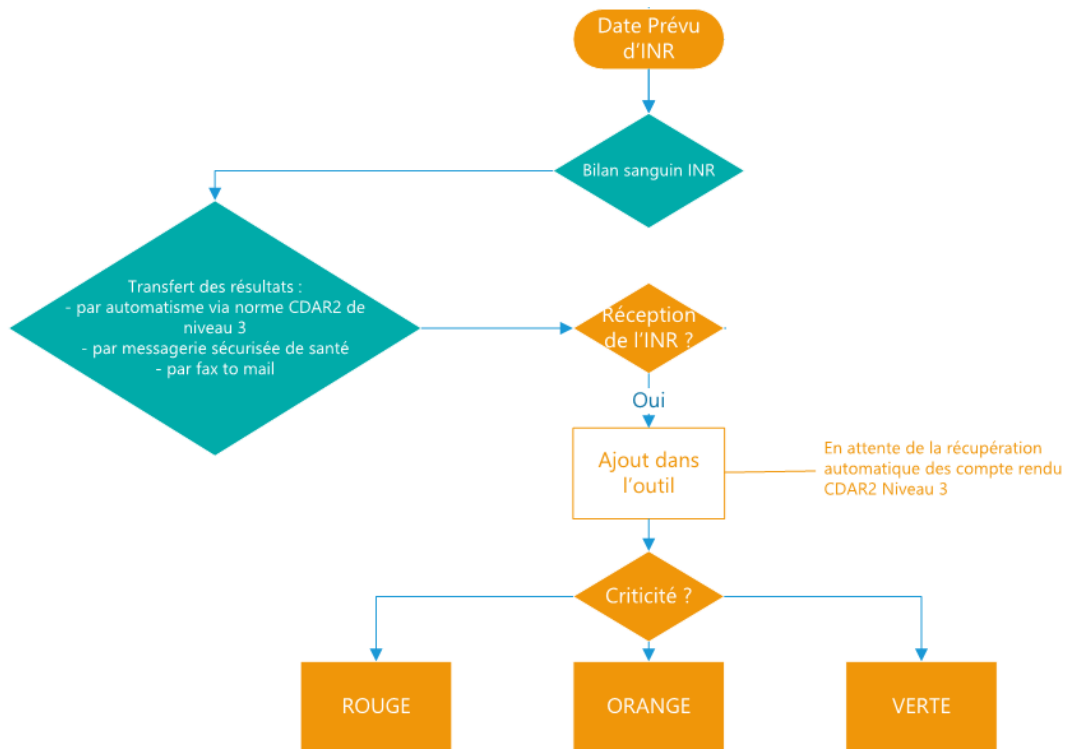 Date Prévu
d'INR
Bilan sanguin INR
Transfert des résultats :
- par automatisme via norme CDAR2 de
niveau 3
- par messagerie sécurisée de santé
- par fax to mail
Réception
de l'INR ?
Oui
Ajout dans
l'outil
En attente de la récupération
automatique des compte rendu
CDAR2 Niveau 3
Criticité ?
ROUGE
ORANGE
VERTE